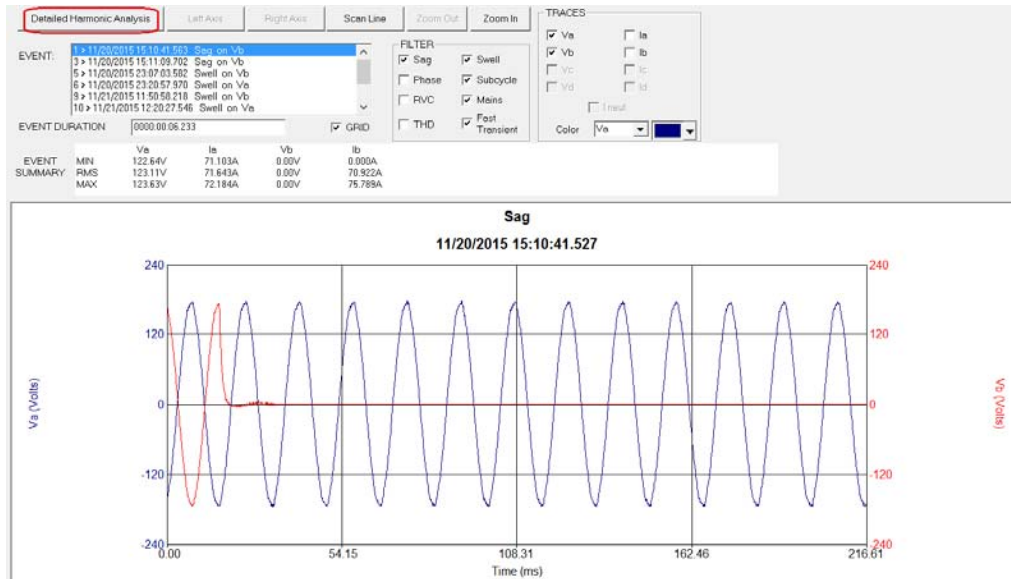 Detailed Harmonic Analysis Left Axis Right Axis Scan Line Zoom Out Zoom In
TRACES
Va Ia
Vb Ib
Vc Ic
Vd Id
I neut
Color Va
EVENT:
1 > 11/20/2015 15:10:41.563 Sag on Vb
3 > 11/20/2015 15:11:09.702 Sag on Vb
5 > 11/20/2015 23:07:03.582 Swell on Vb
6 > 11/20/2015 23:20:57.970 Swell on Va
9 > 11/21/2015 11:50:58.218 Swell on Vb
10 > 11/21/2015 12:20:27.546 Swell on Va
FILTER
Sag Swell
Phase Subcycle
RVC Mains
THD Fast Transient
EVENT DURATION 0000:00:06.233 GRID
Va Ia Vb Ib
EVENT SUMMARY
MIN 122.64V 71.103A 0.00V 0.000A
RMS 123.11V 71.643A 0.00V 70.922A
MAX 123.63V 72.184A 0.00V 75.789A
Sag
11/20/2015 15:10:41.527
240 240
120 120
0 0
-120 -120
-240 -240
Va (Volts)
Vb (Volts)
0.00 54.15 108.31 162.46 216.61
Time (ms)